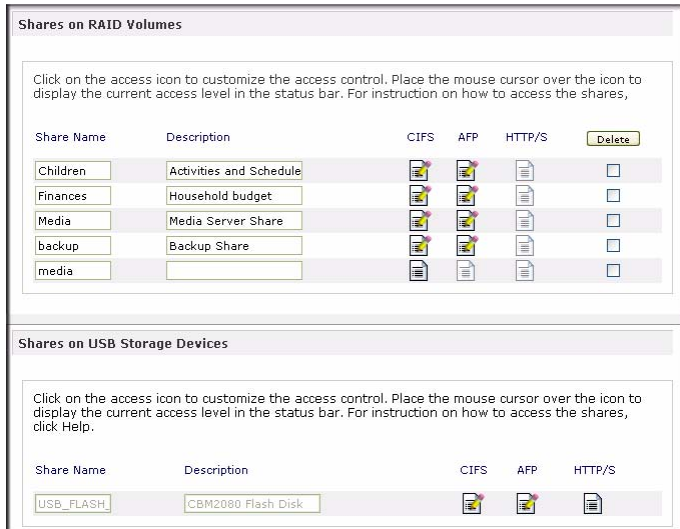 Shares on RAID Volumes
Click on the access icon to customize the access control. Place the mouse cursor over the icon to
display the current access level in the status bar. For instruction on how to access the shares,
Share Name Description CIFS AFP HTTP/S Delete
Children Activities and Schedule
Finances Household budget
Media Media Server Share
backup Backup Share
media
Shares on USB Storage Devices
Click on the access icon to customize the access control. Place the mouse cursor over the icon to
display the current access level in the status bar. For instruction on how to access the shares,
click Help.
Share Name Description CIFS AFP HTTP/S
USB_FLASH_ CBM2080 Flash Disk